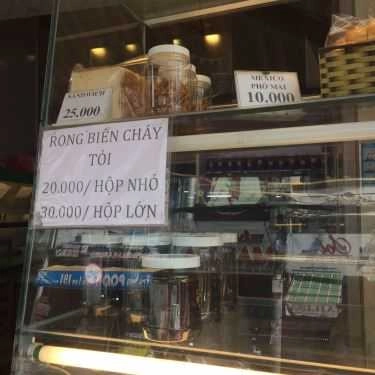 SANDWICH
25.000
MEXICO
PHÔ MAI
10.000
RONG BIỂN CHÁY
TỎI
20.000/ HỘP NHỎ
30.000/ HỘP LỚN